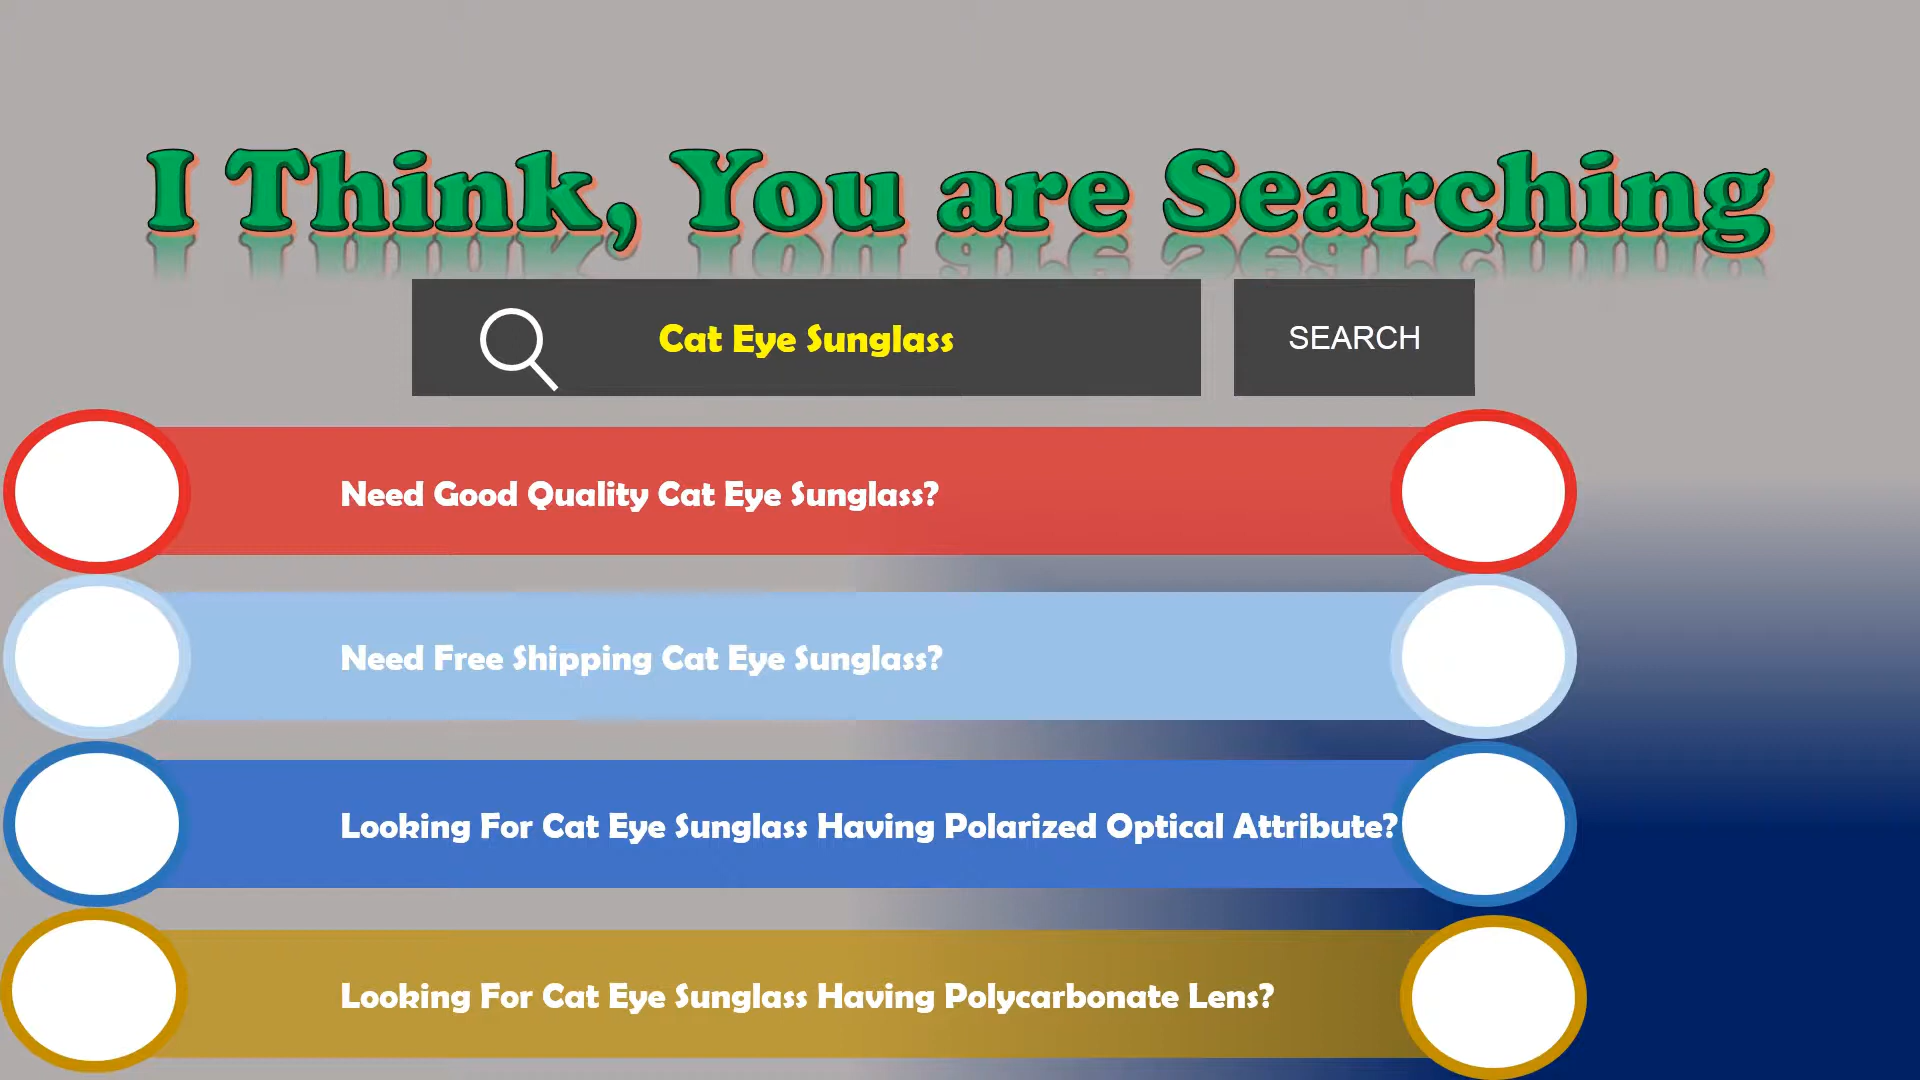 I Think, You are Searching
Cat Eye Sunglass
SEARCH
Need Good Quality Cat Eye Sunglass?
Need Free Shipping Cat Eye Sunglass?
Looking For Cat Eye Sunglass Having Polarized Optical Attribute?
Looking For Cat Eye Sunglass Having Polycarbonate Lens?